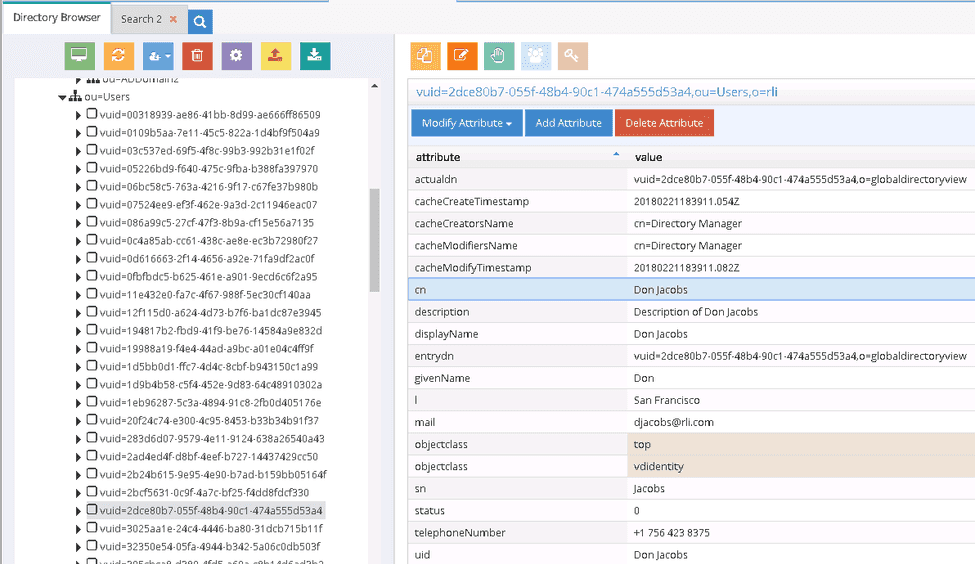 Directory Browser
Search 2 ×
ou=ADDomain2
ou=Users
vuid=00318939-ae86-41bb-8d99-ae666ff86509
vuid=0109b5aa-7e11-45c5-822a-1d4bf9f504a9
vuid=03c537ed-69f5-4f8c-99b3-992b31e1f02f
vuid=05226bd9-f640-475c-9fba-b388fa397970
vuid=06bc58c5-763a-4216-9f17-c67fe37b980b
vuid=07524ee9-ef3f-462e-9a3d-2c11946eac07
vuid=086a99c5-27cf-47f3-8b9a-cf15e56a7135
vuid=0c4a85ab-cc61-438c-ae8e-ec3b72980f27
vuid=0d616663-2f14-4656-a92e-71fa9df2ac0f
vuid=0fbfbdc5-b625-461e-a901-9ecd6c6f2a95
vuid=11e432e0-fa7c-4f67-988f-5ec30cf140aa
vuid=12f115d0-a624-4d73-b7f6-ba1dc87e3945
vuid=194817b2-fbd9-41f9-be76-14584a9e832d
vuid=19988a19-f4e4-44ad-a9bc-a01e04c4ff9f
vuid=1d5bb0d1-ffc7-4d4c-8cbf-b943150c1a99
vuid=1d9b4b58-c5f4-452e-9d83-64c48910302a
vuid=1eb96287-5c3a-4894-91c8-2fb0d405176e
vuid=20f24c74-e300-4c95-8453-b33b34b91f37
vuid=283d6d07-9579-4e11-9124-638a26540a43
vuid=2ad4ed4f-d8bf-4eef-b727-14437429cc50
vuid=2b24b615-9e95-4e90-b7ad-b159bb05164f
vuid=2bcf5631-0c9f-4a7c-bf25-f4dd8fdcf330
vuid=2dce80b7-055f-48b4-90c1-474a555d53a4
vuid=3025aa1e-24c4-4446-ba80-31dcb715b11f
vuid=32350e54-05fa-4944-b342-5a06c0db503f
vuid=2dce80b7-055f-48b4-90c1-474a555d53a4,ou=Users,o=rli
Modify Attribute
Add Attribute
Delete Attribute
attribute value
actualdn vuid=2dce80b7-055f-48b4-90c1-474a555d53a4,o=globaldirectoryview
cacheCreateTimestamp 20180221183911.054Z
cacheCreatorsName cn=Directory Manager
cacheModifiersName cn=Directory Manager
cacheModifyTimestamp 20180221183911.082Z
cn Don Jacobs
description Description of Don Jacobs
displayName Don Jacobs
entrydn vuid=2dce80b7-055f-48b4-90c1-474a555d53a4,o=globaldirectoryview
givenName Don
l San Francisco
mail djacobs@rli.com
objectclass top
objectclass vdidentity
sn Jacobs
status 0
telephoneNumber +1 756 423 8375
uid Don Jacobs